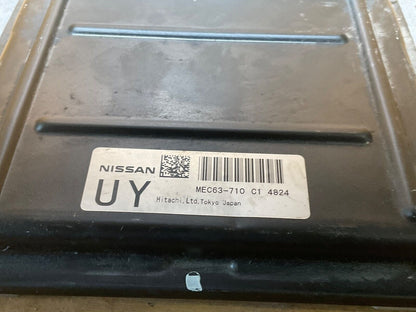 NISSAN
UY
MEC63-710 C1 4824
Hitachi,Ltd.Tokyo Japan